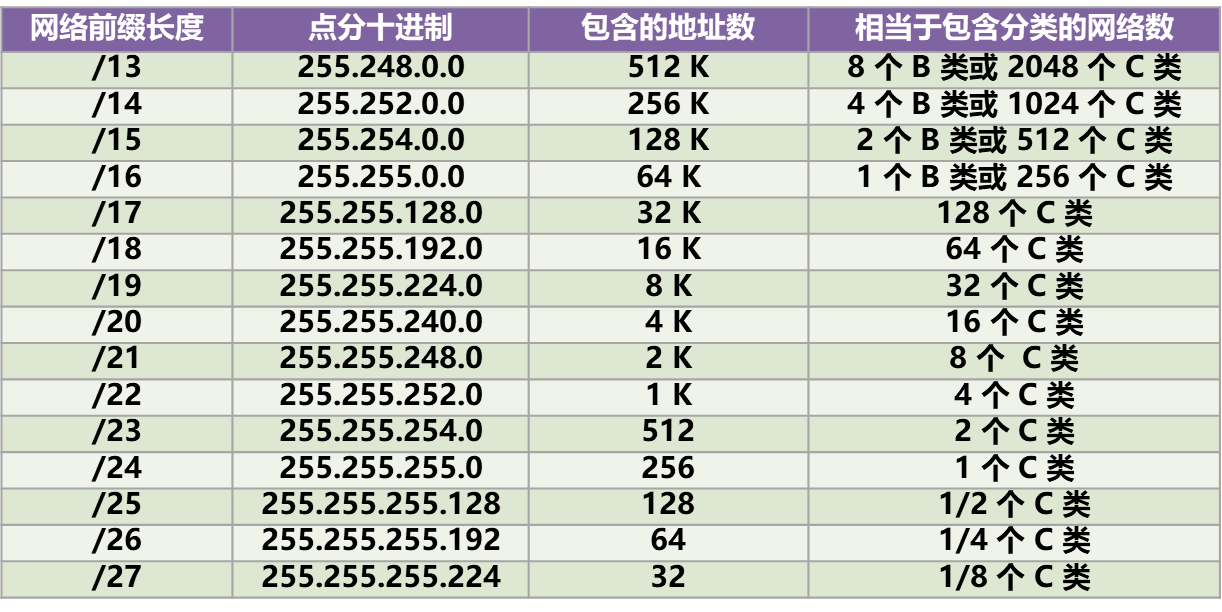 网络前缀长度 点分十进制 包含的地址数 相当于包含分类的网络数
/13 255.248.0.0 512 K 8 个 B 类或 2048 个 C 类
/14 255.252.0.0 256 K 4 个 B 类或 1024 个 C 类
/15 255.254.0.0 128 K 2 个 B 类或 512 个 C 类
/16 255.255.0.0 64 K 1 个 B 类或 256 个 C 类
/17 255.255.128.0 32 K 128 个 C 类
/18 255.255.192.0 16 K 64 个 C 类
/19 255.255.224.0 8 K 32 个 C 类
/20 255.255.240.0 4 K 16 个 C 类
/21 255.255.248.0 2 K 8 个 C 类
/22 255.255.252.0 1 K 4 个 C 类
/23 255.255.254.0 512 2 个 C 类
/24 255.255.255.0 256 1 个 C 类
/25 255.255.255.128 128 1/2 个 C 类
/26 255.255.255.192 64 1/4 个 C 类
/27 255.255.255.224 32 1/8 个 C 类